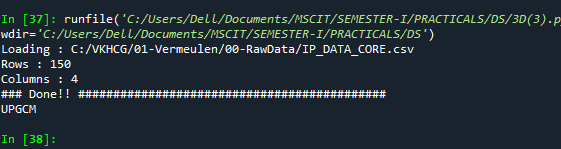 In [37]: runfile('C:/Users/Dell/Documents/MSCIT/SEMESTER-I/PRACTICALS/DS/3D(3).p
wdir='C:/Users/Dell/Documents/MSCIT/SEMESTER-I/PRACTICALS/DS')
Loading : C:/VKHCG/01-Vermeulen/00-RawData/IP_DATA_CORE.csv
Rows : 150
Columns : 4
### Done!! ############################################
UPGCM
In [38]: